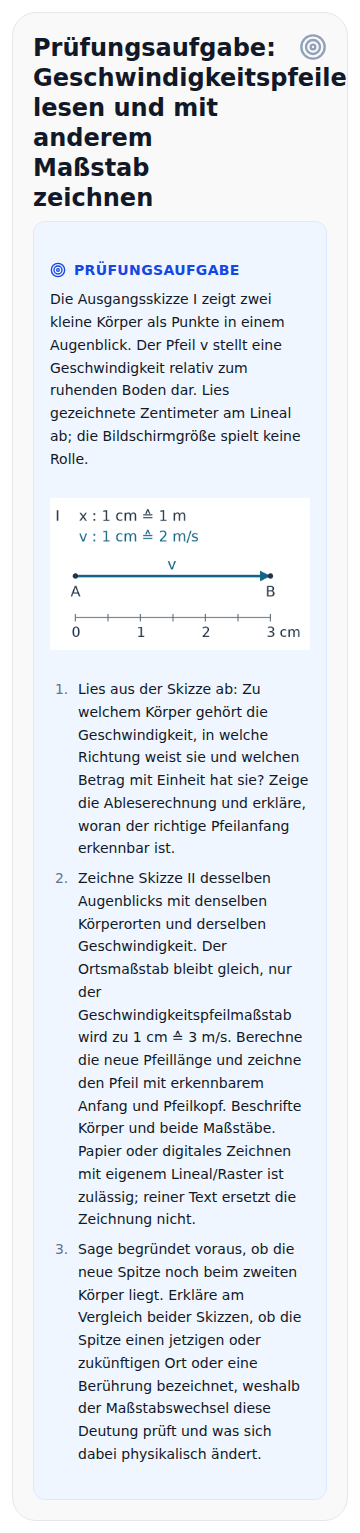 Prüfungsaufgabe:
Geschwindigkeitspfeile
lesen und mit
anderem
Maßstab
zeichnen
PRÜFUNGSAUFGABE
Die Ausgangsskizze I zeigt zwei
kleine Körper als Punkte in einem
Augenblick. Der Pfeil v stellt eine
Geschwindigkeit relativ zum
ruhenden Boden dar. Lies
gezeichnete Zentimeter am Lineal
ab; die Bildschirmgröße spielt keine
Rolle.
I x : 1 cm ≙ 1 m
v : 1 cm ≙ 2 m/s
v
A B
0 1 2 3 cm
1. Lies aus der Skizze ab: Zu
welchem Körper gehört die
Geschwindigkeit, in welche
Richtung weist sie und welchen
Betrag mit Einheit hat sie? Zeige
die Ableserechnung und erkläre,
woran der richtige Pfeilanfang
erkennbar ist.
2. Zeichne Skizze II desselben
Augenblicks mit denselben
Körperorten und derselben
Geschwindigkeit. Der
Ortsmaßstab bleibt gleich, nur
der
Geschwindigkeitspfeilmaßstab
wird zu 1 cm ≙ 3 m/s. Berechne
die neue Pfeillänge und zeichne
den Pfeil mit erkennbarem
Anfang und Pfeilkopf. Beschrifte
Körper und beide Maßstäbe.
Papier oder digitales Zeichnen
mit eigenem Lineal/Raster ist
zulässig; reiner Text ersetzt die
Zeichnung nicht.
3. Sage begründet voraus, ob die
neue Spitze noch beim zweiten
Körper liegt. Erkläre am
Vergleich beider Skizzen, ob die
Spitze einen jetzigen oder
zukünftigen Ort oder eine
Berührung bezeichnet, weshalb
der Maßstabswechsel diese
Deutung prüft und was sich
dabei physikalisch ändert.